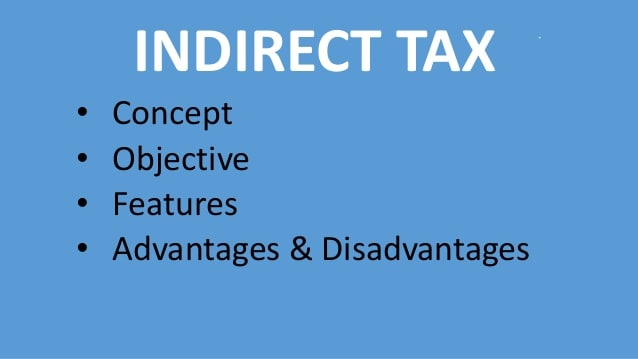 INDIRECT TAX
• Concept
• Objective
• Features
• Advantages & Disadvantages